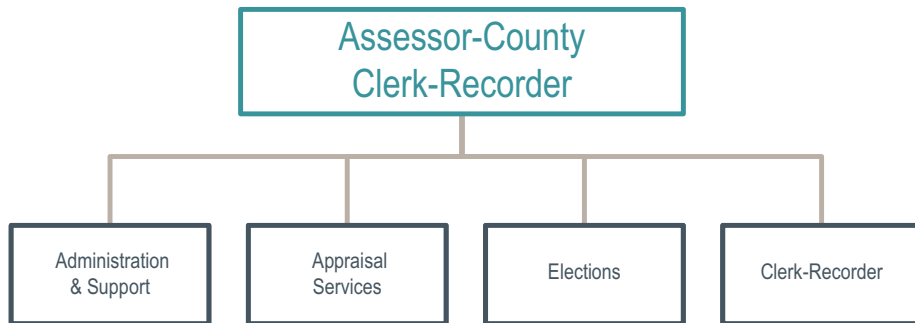 Assessor-County
Clerk-Recorder
Administration
& Support
Appraisal
Services
Elections
Clerk-Recorder